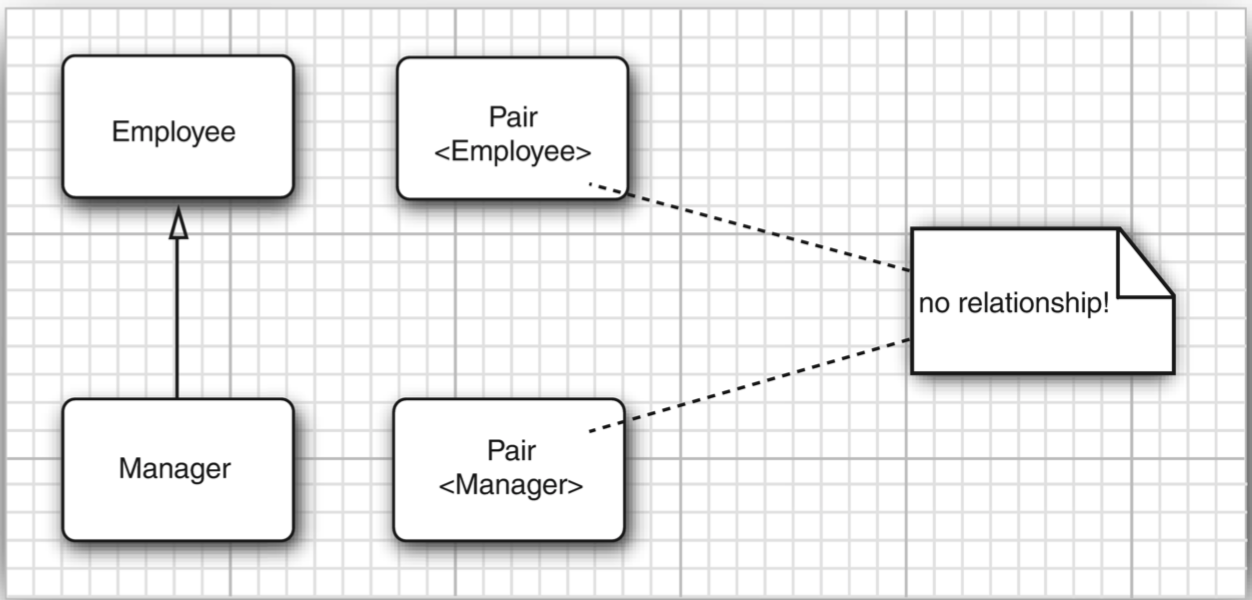 Employee
Pair
<Employee>
no relationship!
Manager
Pair
<Manager>